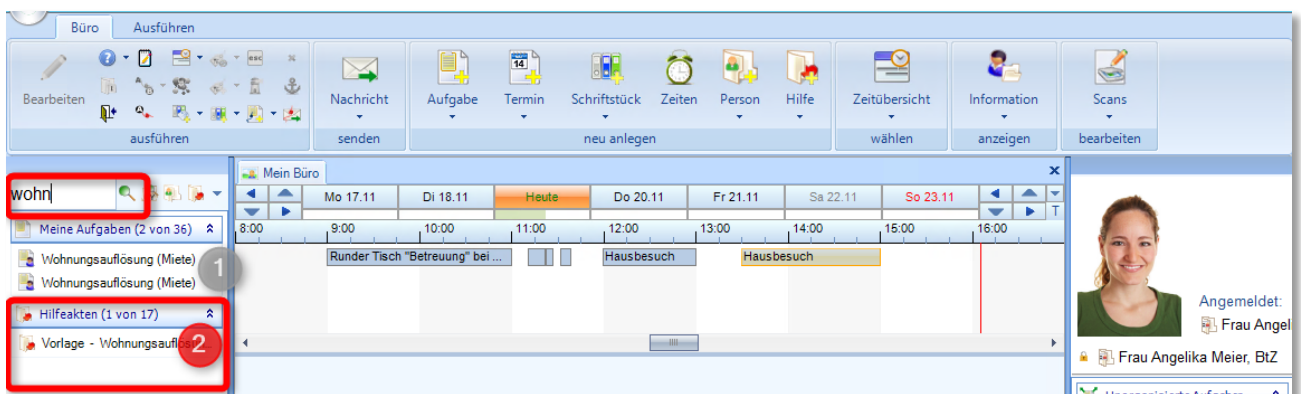 Büro Ausführen
Bearbeiten
esc
Nachricht Aufgabe 14 Termin Schriftstück Zeiten Person Hilfe Zeitübersicht Information Scans
ausführen senden neu anlegen wählen anzeigen bearbeiten
Mein Büro
wohn
Mo 17.11 Di 18.11 Heute Do 20.11 Fr 21.11 Sa 22.11 So 23.11
T
Meine Aufgaben (2 von 36) 8:00 9:00 10:00 11:00 12:00 13:00 14:00 15:00 16:00
Wohnungsauflösung (Miete) 1 Runder Tisch "Betreuung" bei ... Hausbesuch Hausbesuch
Wohnungsauflösung (Miete)
Angemeldet:
Hilfeakten (1 von 17)
Frau Angel
Vorlage - 2
Frau Angelika Meier, BtZ